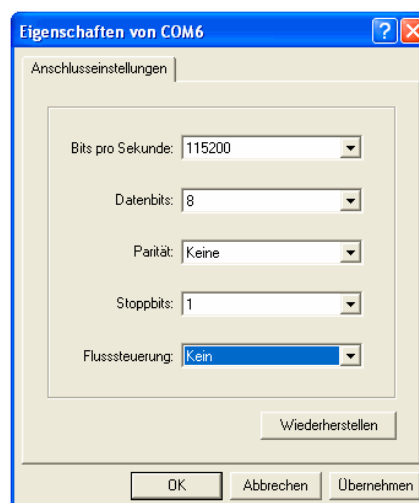 Eigenschaften von COM6
Anschlusseinstellungen
Bits pro Sekunde: 115200
Datenbits: 8
Parität: Keine
Stoppbits: 1
Flusssteuerung: Kein
Wiederherstellen
OK Abbrechen Übernehmen